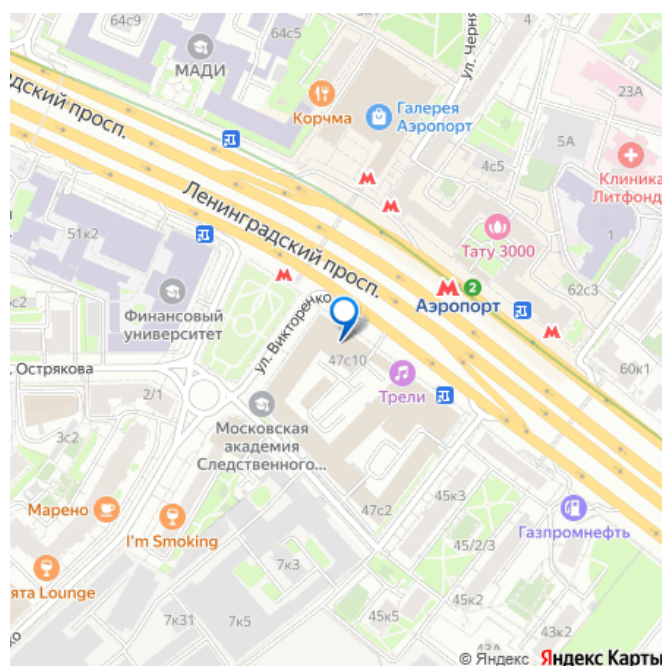 64с9
64с5
МАДИ
Корчма
ул. Черня
Галерея
Аэропорт
23А
5А
Клиника
Литфонд
4
4с5
дский просп.
Ленинградский просп.
51к2
Тату 3000
1
62с3
2
Аэропорт
Финансовый
университет
ул. Викторенко
47с10
Трели
60к1
с2
. Острякова
2/1
3с2
Московская
академия
Следственного...
47с2
45к3
Марено
I'm Smoking
Газпромнефть
45/2/3
7к3
ята Lounge
7к31
7к5
45к5
45к2
43А
43к2
о
© Яндекс Яндекс Карты